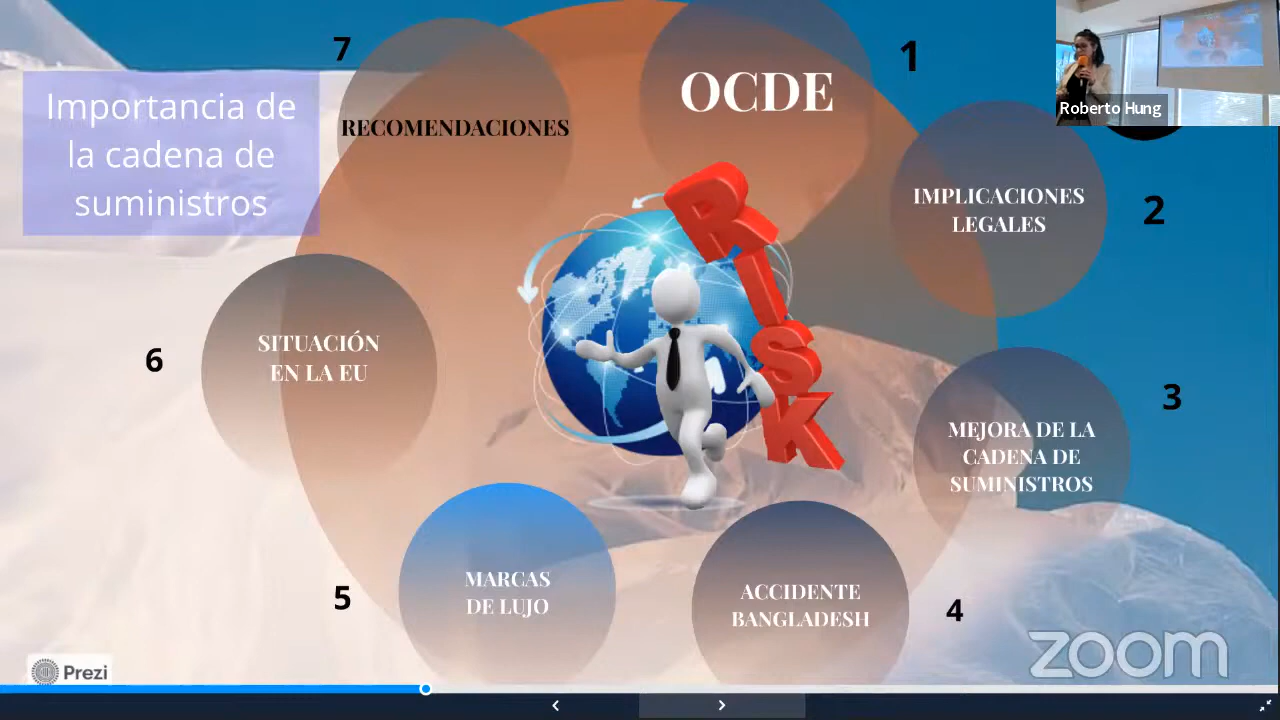 Importancia de
la cadena de
suministros
OCDE
1
IMPLICACIONES
LEGALES
2
MEJORA DE LA
CADENA DE
SUMINISTROS
3
ACCIDENTE
BANGLADESH
4
MARCAS
DE LUJO
5
SITUACIÓN
EN LA EU
6
RECOMENDACIONES
7
RISK
Roberto Hung
Prezi
zoom